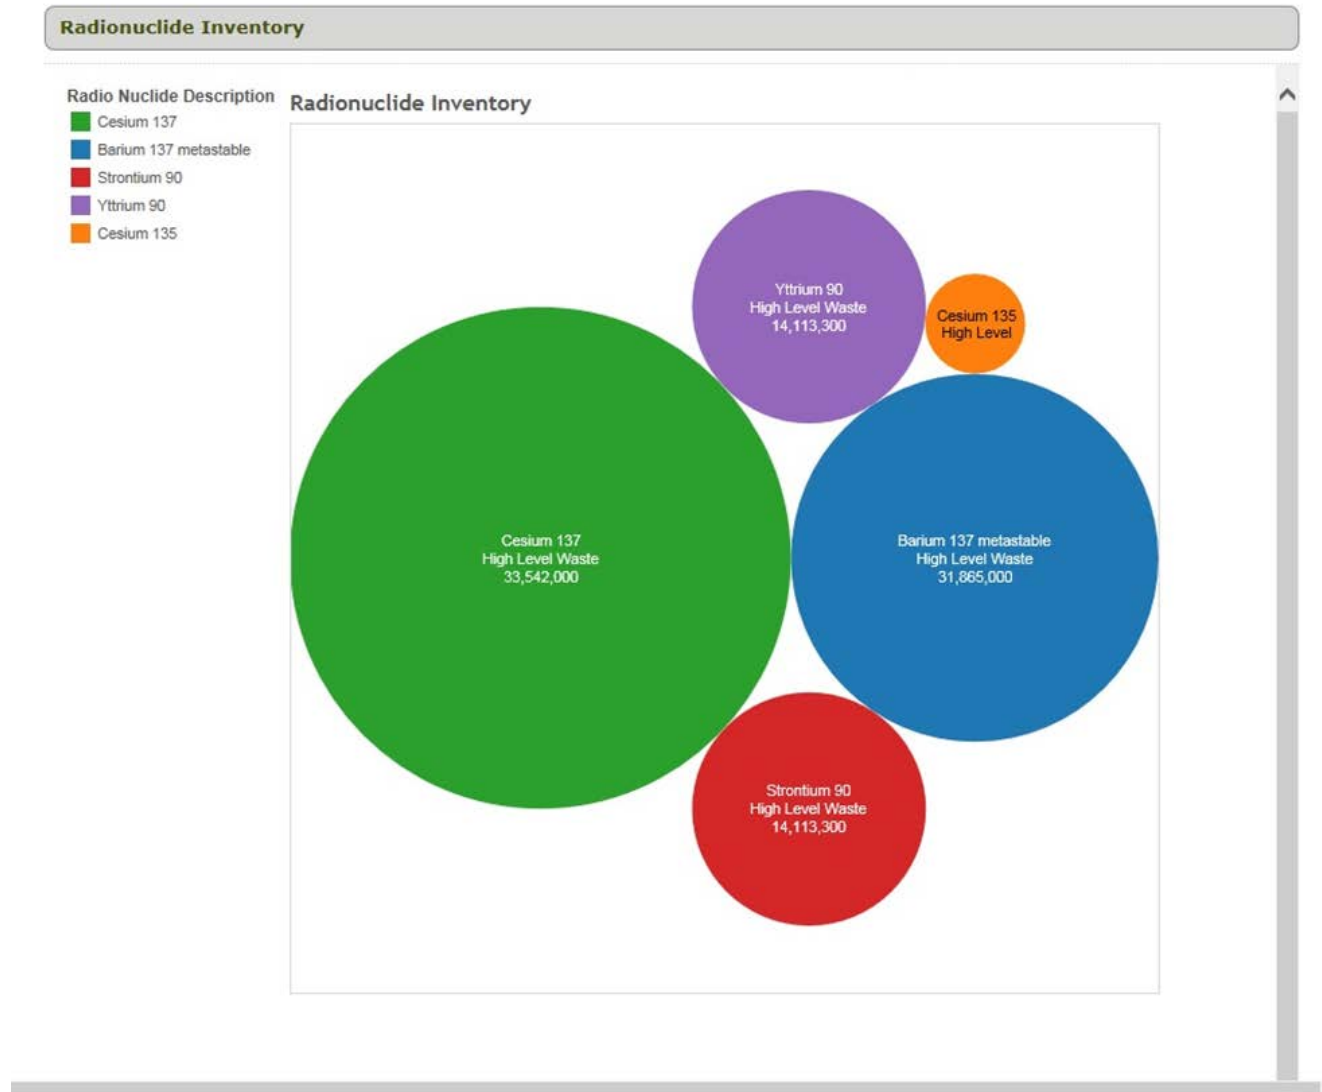 Radionuclide Inventory
Radio Nuclide Description
Cesium 137
Barium 137 metastable
Strontium 90
Yttrium 90
Cesium 135
Radionuclide Inventory
Yttrium 90
High Level Waste
14,113,300
Cesium 135
High Level
Cesium 137
High Level Waste
33,542,000
Barium 137 metastable
High Level Waste
31,865,000
Strontium 90
High Level Waste
14,113,300